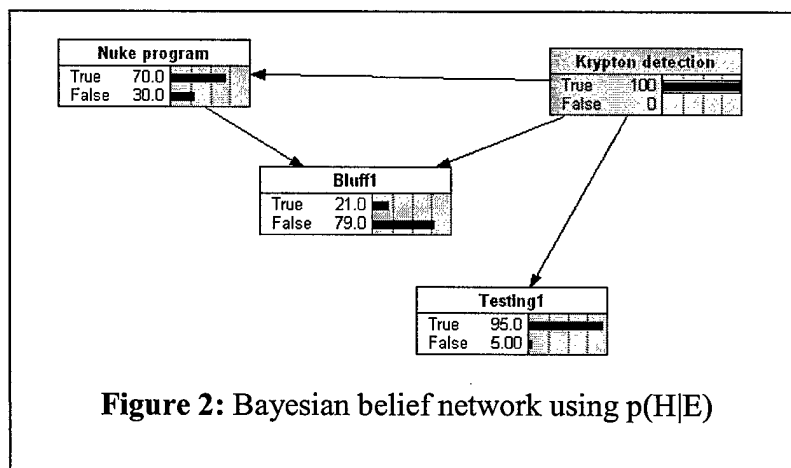 Nuke program
True 70.0
False 30.0
Krypton detection
True 100
False 0
Bluff1
True 21.0
False 79.0
Testing1
True 95.0
False 5.00
Figure 2: Bayesian belief network using p(H|E)